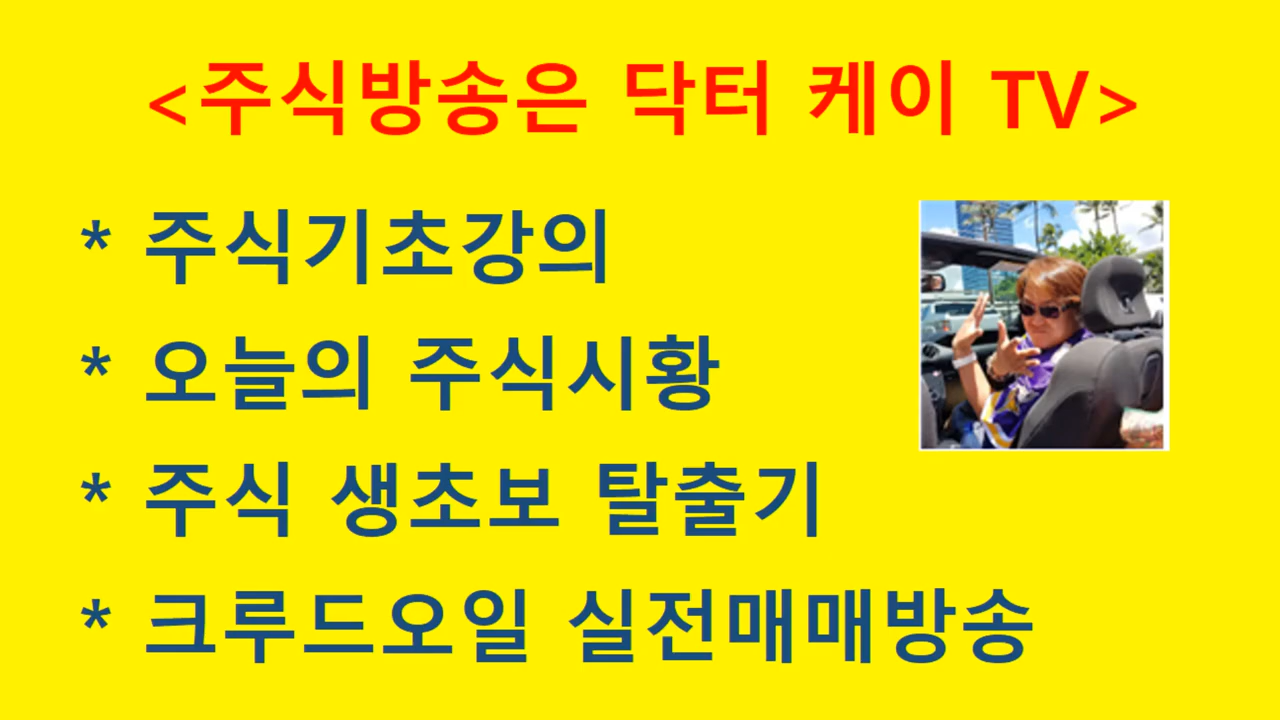 <주식방송은 닥터 케이 TV>
* 주식기초강의
* 오늘의 주식시황
* 주식 생초보 탈출기
* 크루드오일 실전매매방송